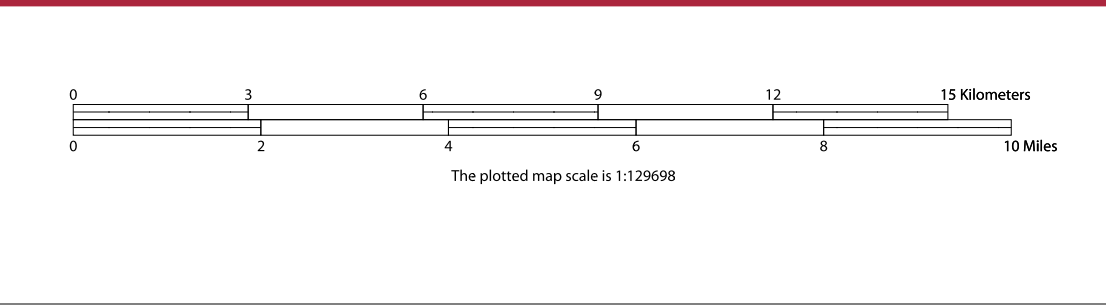 0 3 6 9 12 15 Kilometers
0 2 4 6 8 10 Miles
The plotted map scale is 1:129698